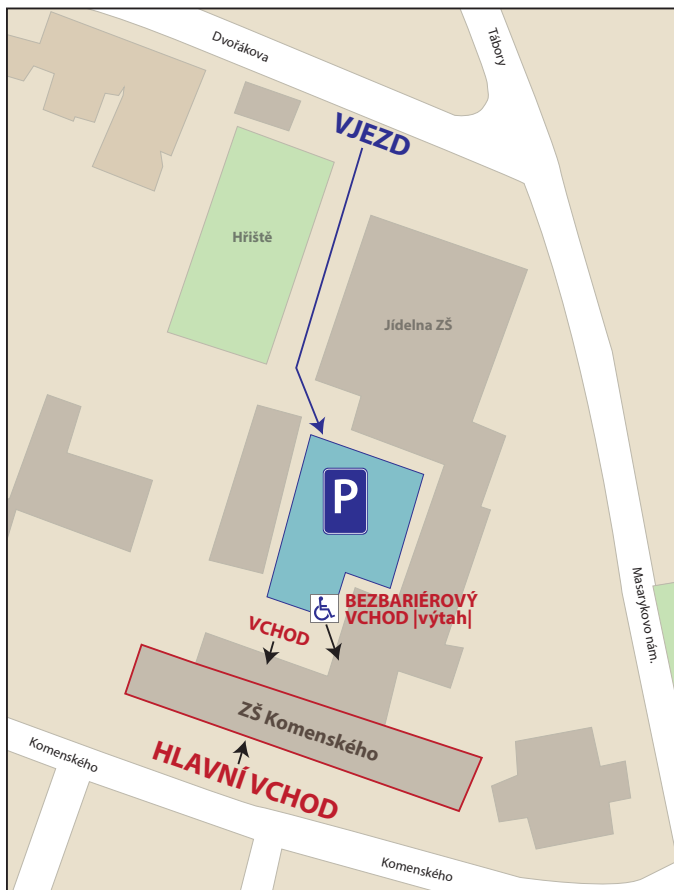 Dvořákova
Tábory
VJEZD
Hřiště
Jídelna ZŠ
P
BEZBARIÉROVÝ
VCHOD |výtah|
VCHOD
Masarykovo nám.
ZŠ Komenského
HLAVNÍ VCHOD
Komenského
Komenského